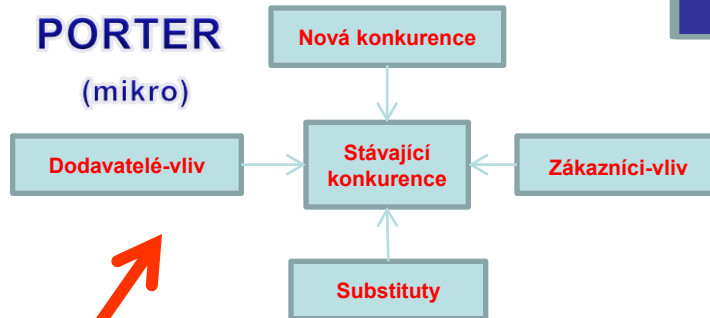 PORTER
(mikro)
Nová konkurence
Dodavatelé-vliv
Stávající
konkurence
Zákazníci-vliv
Substituty